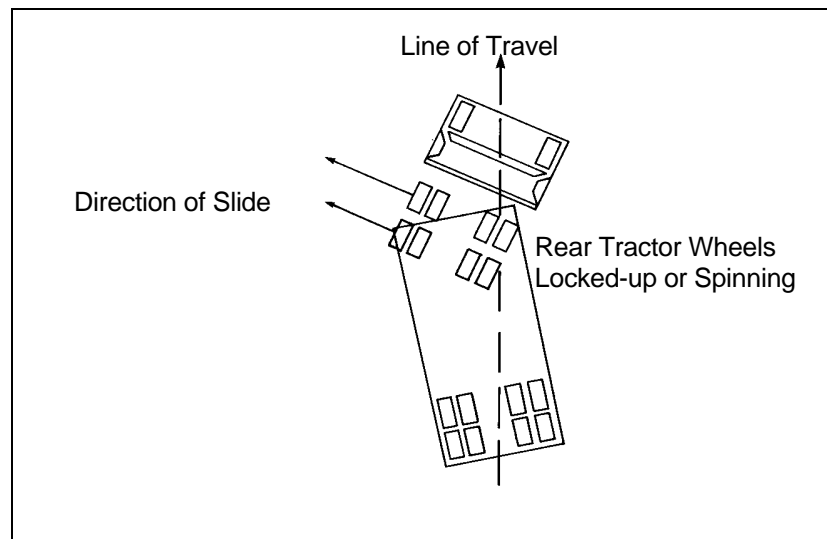 Line of Travel
Direction of Slide
Rear Tractor Wheels
Locked-up or Spinning